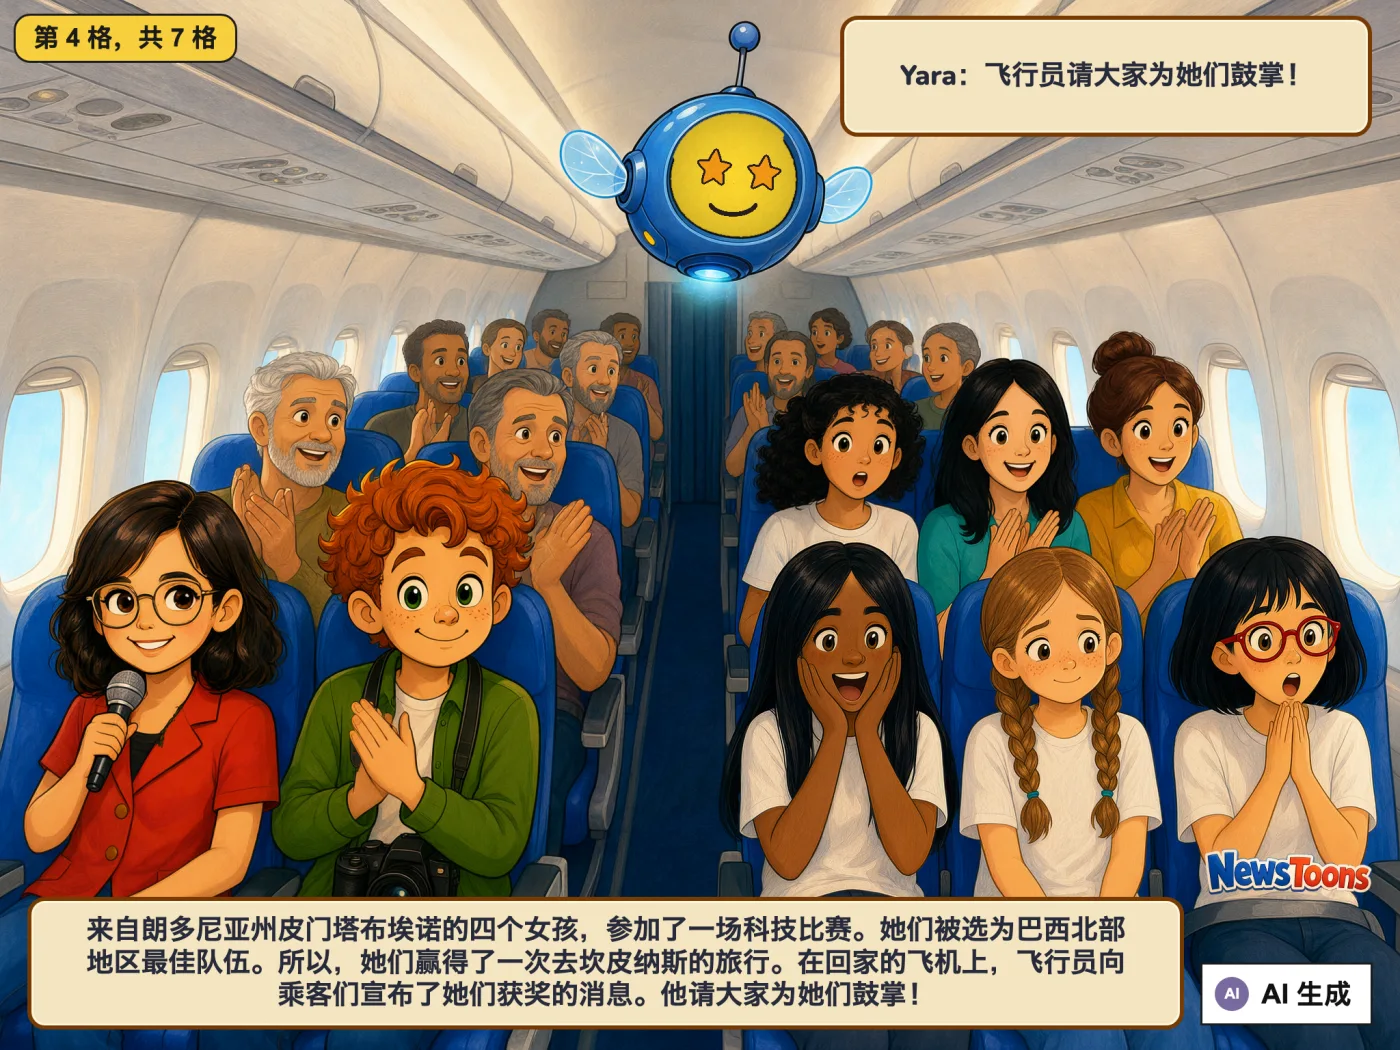 第 4 格，共 7 格
Yara：飞行员请大家为她们鼓掌！
NewsToons
来自朗多尼亚州皮门塔布埃诺的四个女孩，参加了一场科技比赛。她们被选为巴西北部
地区最佳队伍。所以，她们赢得了一次去坎皮纳斯的旅行。在回家的飞机上，飞行员向
乘客们宣布了她们获奖的消息。他请大家为她们鼓掌！
AI AI 生成